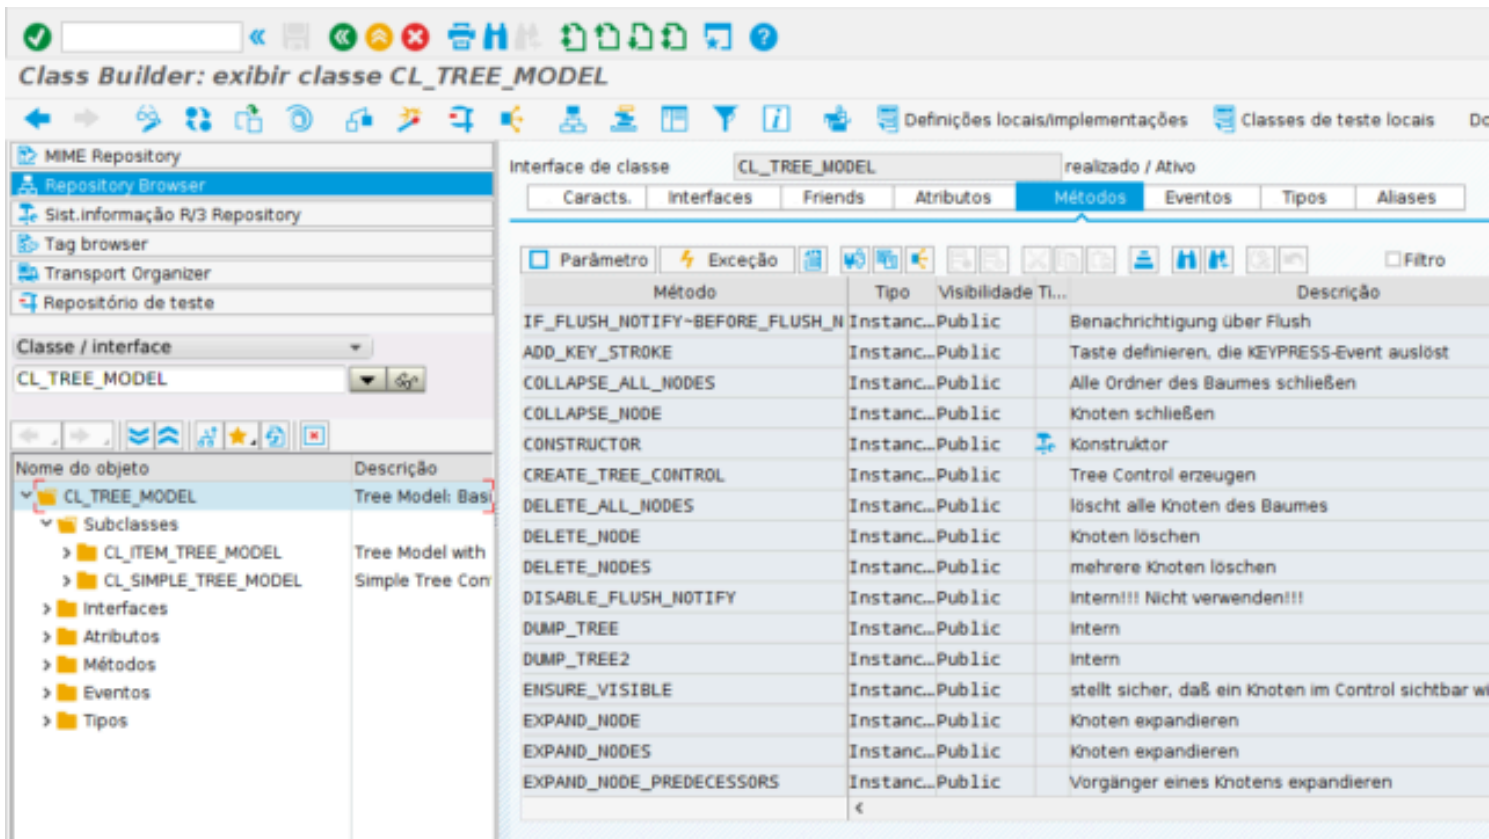 Class Builder: exibir classe CL_TREE_MODEL
Definições locais/implementações
Classes de teste locais
Do
MIME Repository
Repository Browser
Sist.informação R/3 Repository
Tag browser
Transport Organizer
Repositório de teste
Classe / interface
CL_TREE_MODEL
Nome do objeto Descrição
CL_TREE_MODEL Tree Model: Basi
Subclasses
CL_ITEM_TREE_MODEL Tree Model with
CL_SIMPLE_TREE_MODEL Simple Tree Con
Interfaces
Atributos
Métodos
Eventos
Tipos
Interface de classe CL_TREE_MODEL realizado / Ativo
Caracts. Interfaces Friends Atributos Métodos Eventos Tipos Aliases
Parâmetro Exceção Filtro
Método Tipo Visibilidade Ti... Descrição
IF_FLUSH_NOTIFY~BEFORE_FLUSH_N Instanc… Public Benachrichtigung über Flush
ADD_KEY_STROKE Instanc… Public Taste definieren, die KEYPRESS-Event auslöst
COLLAPSE_ALL_NODES Instanc… Public Alle Ordner des Baumes schließen
COLLAPSE_NODE Instanc… Public Knoten schließen
CONSTRUCTOR Instanc… Public Konstruktor
CREATE_TREE_CONTROL Instanc… Public Tree Control erzeugen
DELETE_ALL_NODES Instanc… Public löscht alle Knoten des Baumes
DELETE_NODE Instanc… Public Knoten löschen
DELETE_NODES Instanc… Public mehrere Knoten löschen
DISABLE_FLUSH_NOTIFY Instanc… Public Intern!!! Nicht verwenden!!!
DUMP_TREE Instanc… Public Intern
DUMP_TREE2 Instanc… Public Intern
ENSURE_VISIBLE Instanc… Public stellt sicher, daß ein Knoten im Control sichtbar wi
EXPAND_NODE Instanc… Public Knoten expandieren
EXPAND_NODES Instanc… Public Knoten expandieren
EXPAND_NODE_PREDECESSORS Instanc… Public Vorgänger eines Knotens expandieren